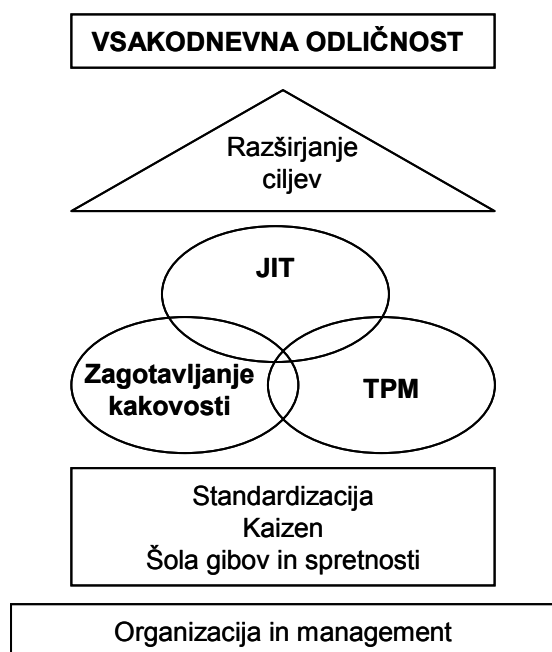 VSAKODNEVNA ODLIČNOST
Razširjanje
ciljev
JIT
Zagotavljanje
kakovosti
TPM
Standardizacija
Kaizen
Šola gibov in spretnosti
Organizacija in management